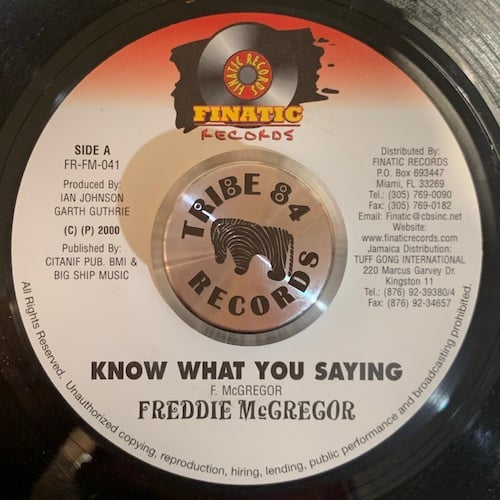 FINATIC RECORDS FINATIC RECORDS
FINATIC
RECORDS
SIDE A
FR-FM-041
Produced By:
IAN JOHNSON
GARTH GUTHRIE
(C) (P) 2000
Published By:
CITANIF PUB. BMI &
BIG SHIP MUSIC
Distributed By:
FINATIC RECORDS
P.O. Box 693447
Miami, FL 33269
Tel.: (305) 769-0090
Fax: (305) 769-0182
Email: Finatic@cbsinc.net
Website:
www.finaticrecords.com
Jamaica Distribution:
TUFF GONG INTERNATIONAL
220 Marcus Garvey Dr.
Kingston 11
Tel.: (876) 92-39380/4
Fax: (876) 92-34657
TRIBE 84
RECORDS
KNOW WHAT YOU SAYING
F. McGREGOR
FREDDIE McGREGOR
All Rights Reserved. Unauthorized copying, reproduction, hiring, lending, public performance and broadcasting prohibited.